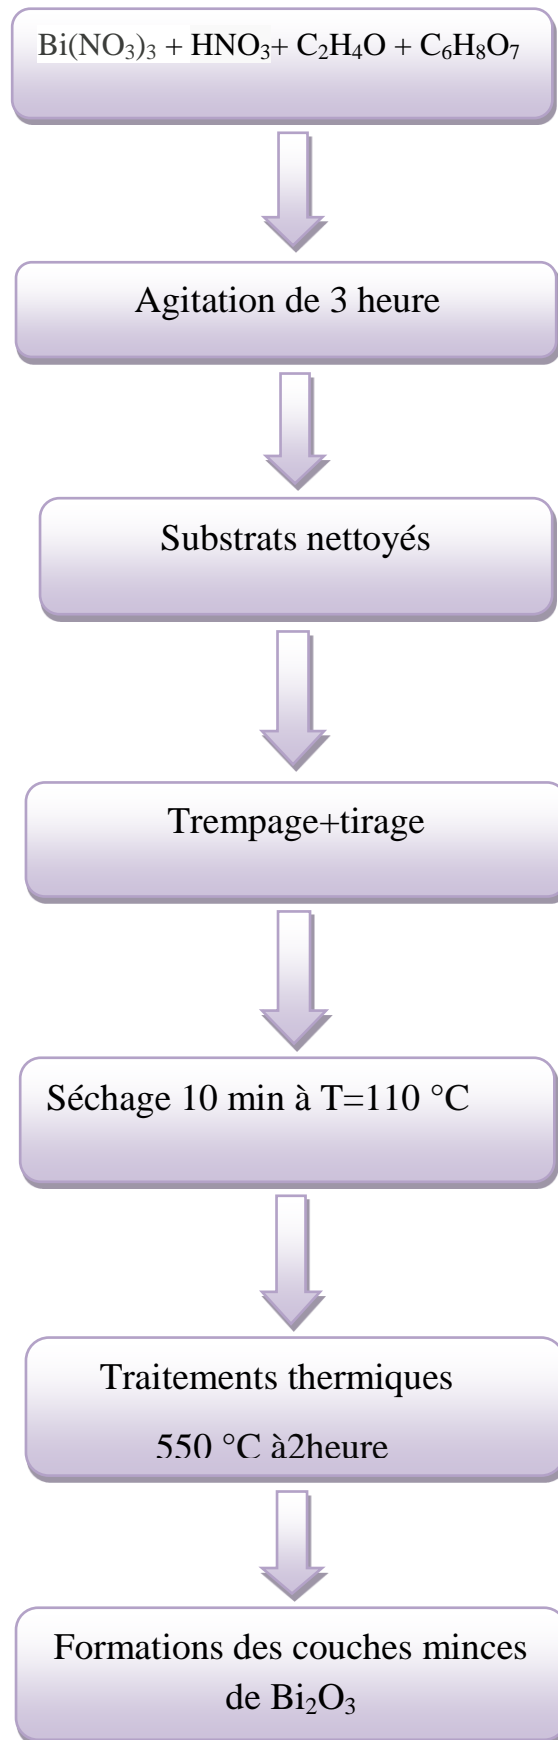 Bi(NO₃)₃ + HNO₃+ C₂H₄O + C₆H₈O₇
Agitation de 3 heure
Substrats nettoyés
Trempage+tirage
Séchage 10 min à T=110 °C
Traitements thermiques
550 °C à2heure
Formations des couches minces
de Bi₂O₃